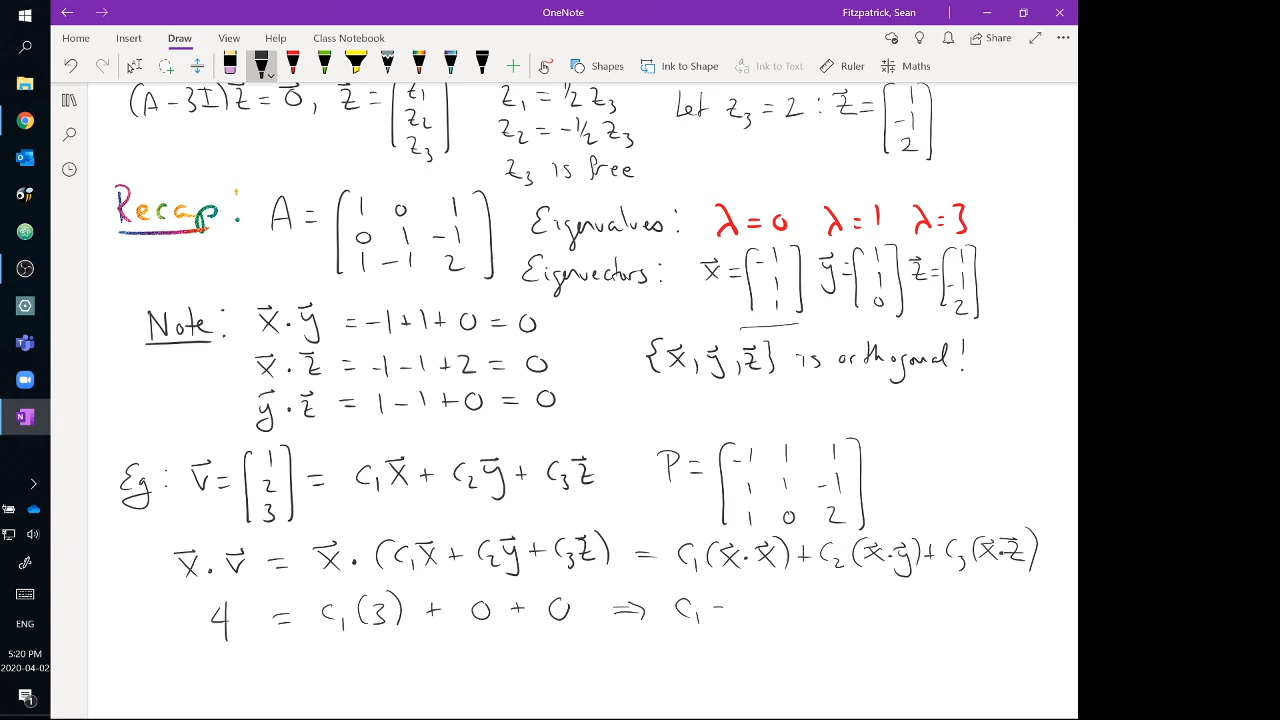 OneNote
Fitzpatrick, Sean
Home Insert Draw View Help Class Notebook
Share
Shapes Ink to Shape Ink to Text Ruler Maths
(A - 3I)z⃗ = 0⃗, z⃗ = [z₁ z₂ z₃]
z₁ = ½ z₃
z₂ = -½ z₃
z₃ is free
Let z₃ = 2 : z⃗ = [1 -1 2]
Recap: A = [1 0 1
0 1 -1
1 -1 2]
Eigenvalues: λ = 0 λ = 1 λ = 3
Eigenvectors: x⃗ = [-1 1 1] y⃗ = [1 1 0] z⃗ = [1 -1 2]
Note: x⃗ · y⃗ = -1 + 1 + 0 = 0
x⃗ · z⃗ = -1 - 1 + 2 = 0
y⃗ · z⃗ = 1 - 1 + 0 = 0
{x⃗, y⃗, z⃗} is orthogonal!
Eg: v⃗ = [1 2 3] = c₁x⃗ + c₂y⃗ + c₃z⃗
P = [-1 1 1
1 1 -1
1 0 2]
x⃗ · v⃗ = x⃗ · (c₁x⃗ + c₂y⃗ + c₃z⃗) = c₁(x⃗·x⃗) + c₂(x⃗·y⃗) + c₃(x⃗·z⃗)
4 = c₁(3) + 0 + 0 ⇒ c₁ -
ENG
5:20 PM
2020-04-02
1